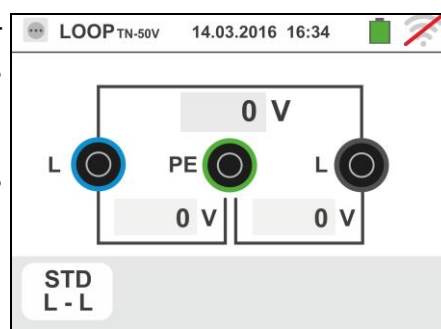 LOOP TN-50V 14.03.2016 16:34
0 V
L PE L
0 V 0 V
STD
L - L